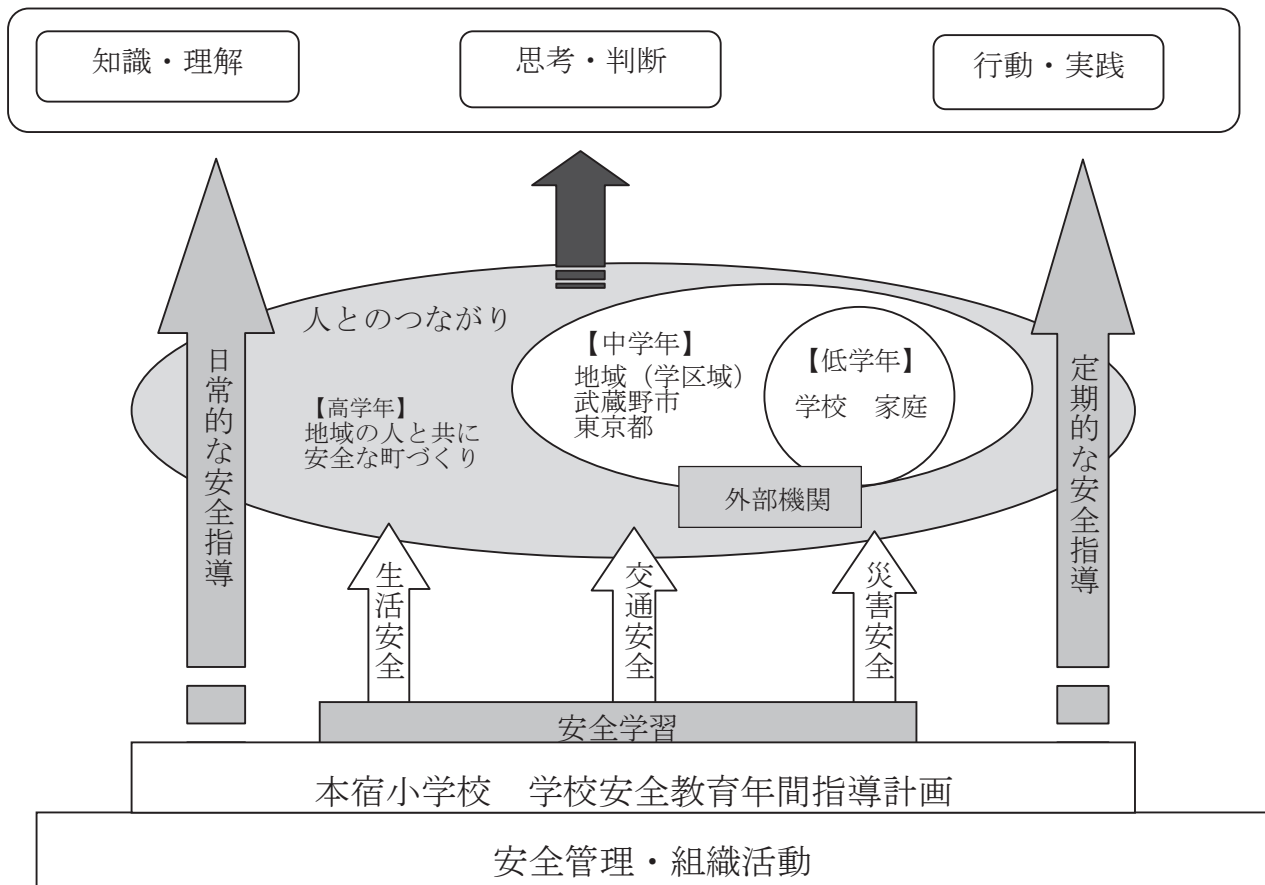 知識・理解
思考・判断
行動・実践
人とのつながり
【中学年】
地域（学区域）
武蔵野市
東京都
【低学年】
学校　家庭
【高学年】
地域の人と共に
安全な町づくり
外部機関
日常的な安全指導
定期的な安全指導
生活安全
交通安全
災害安全
安全学習
本宿小学校　学校安全教育年間指導計画
安全管理・組織活動